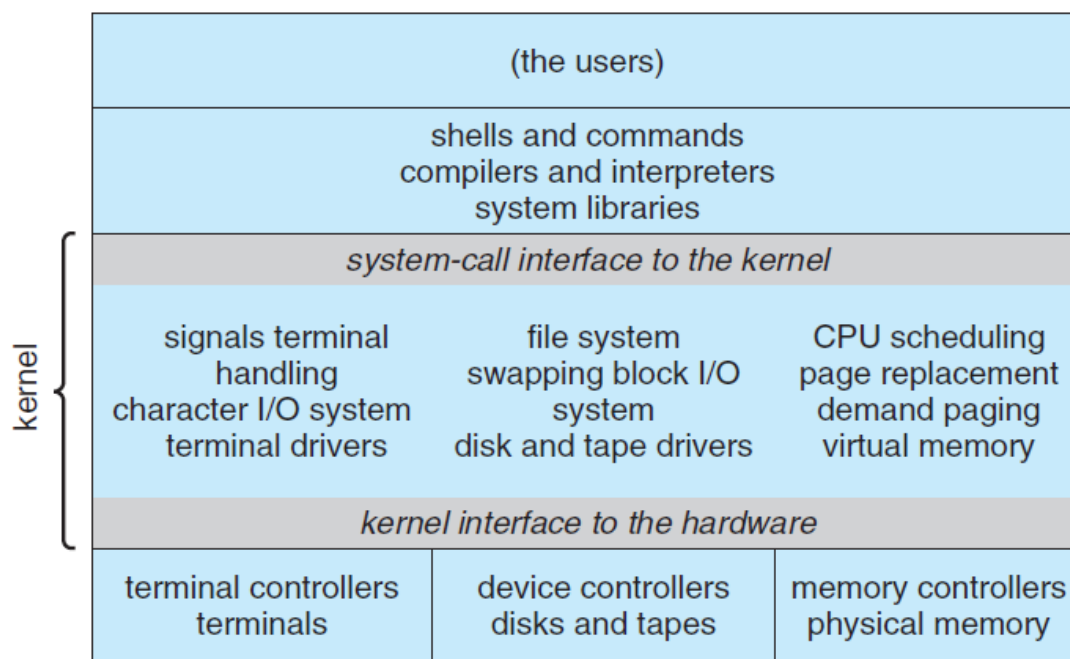 (the users)
shells and commands
compilers and interpreters
system libraries
kernel
system-call interface to the kernel
signals terminal
handling
character I/O system
terminal drivers
file system
swapping block I/O
system
disk and tape drivers
CPU scheduling
page replacement
demand paging
virtual memory
kernel interface to the hardware
terminal controllers
terminals
device controllers
disks and tapes
memory controllers
physical memory